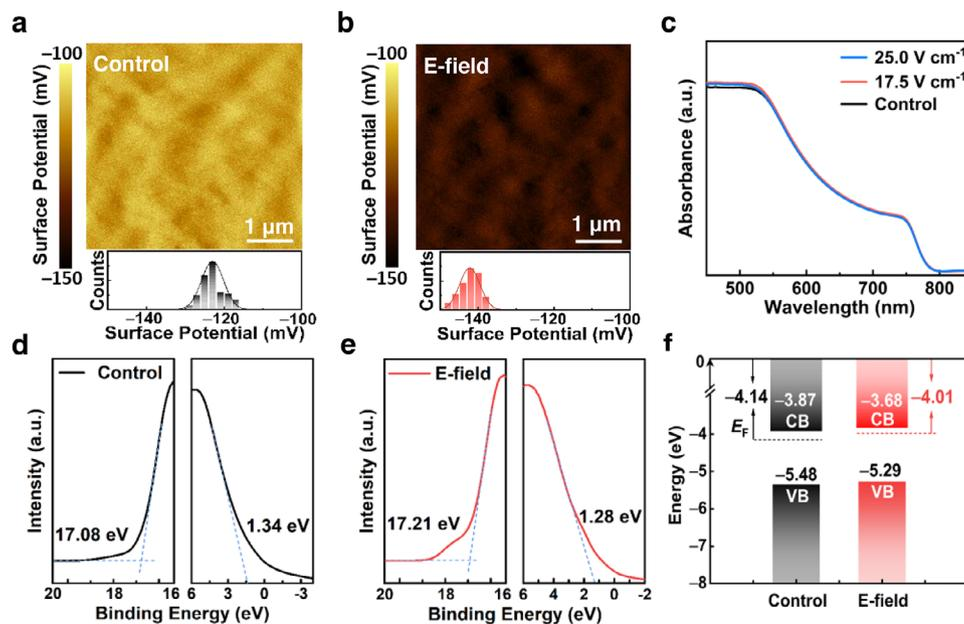 a
−100
Control
Surface Potential (mV)
1 μm
−150
Counts
−140
−120
−100
Surface Potential (mV)
b
−100
E-field
Surface Potential (mV)
1 μm
−150
Counts
−140
−120
−100
Surface Potential (mV)
c
25.0 V cm⁻¹
17.5 V cm⁻¹
Control
Absorbance (a.u.)
500 600 700 800
Wavelength (nm)
d
Control
Intensity (a.u.)
17.08 eV
1.34 eV
20 18 16 6 3 0 -3
Binding Energy (eV)
e
E-field
Intensity (a.u.)
17.21 eV
1.28 eV
20 18 16 6 4 2 0 -2
Binding Energy (eV)
f
0
−4.14
−3.87
CB
−3.68
CB
−4.01
EF
−4
−5
−6
−7
−8
Energy (eV)
−5.48
VB
−5.29
VB
Control
E-field